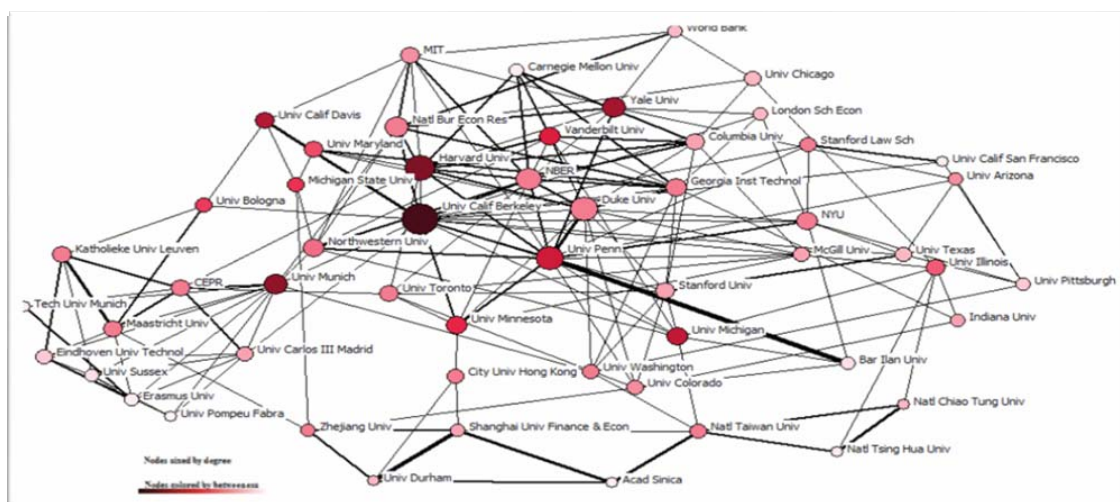 World Bank
MIT
Carnegie Mellon Univ
Univ Chicago
Yale Univ
Univ Calif Davis
Natl Bur Econ Res
London Sch Econ
Vanderbilt Univ
Columbia Univ
Stanford Law Sch
Univ Maryland
Harvard Univ
Univ Calif San Francisco
NBER
Michigan State Univ
Georgia Inst Technol
Univ Arizona
Univ Bologna
Univ Calif Berkeley
Duke Univ
NYU
Katholieke Univ Leuven
Northwestern Univ
Univ Penn
McGill Univ
Univ Texas
Univ Illinois
Univ Munich
CEPR
Stanford Univ
Univ Pittsburgh
Univ Toronto
Tech Univ Munich
Maastricht Univ
Univ Minnesota
Indiana Univ
Univ Michigan
Eindhoven Univ Technol
Univ Carlos III Madrid
Bar Ilan Univ
Univ Sussex
City Univ Hong Kong
Univ Washington
Univ Colorado
Erasmus Univ
Univ Pompeu Fabra
Natl Chiao Tung Univ
Zhejiang Univ
Shanghai Univ Finance & Econ
Natl Taiwan Univ
Natl Tsing Hua Univ
Nodes sized by degree
Univ Durham
Acad Sinica
Nodes colored by betweeness